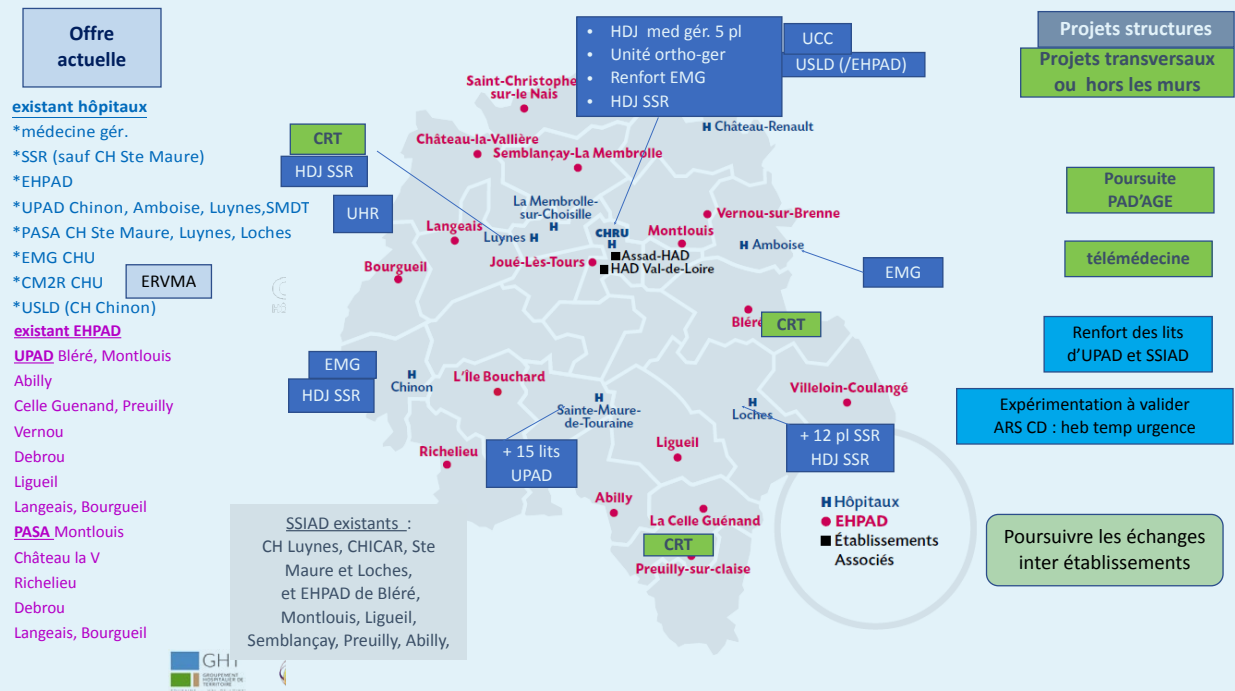 Offre
actuelle
existant hôpitaux
*médecine gér.
*SSR (sauf CH Ste Maure)
*EHPAD
*UPAD Chinon, Amboise, Luynes,SMDT
*PASA CH Ste Maure, Luynes, Loches
*EMG CHU
*CM2R CHU
*USLD (CH Chinon)
ERVMA
existant EHPAD
UPAD Bléré, Montlouis
Abilly
Celle Guenand, Preuilly
Vernou
Debrou
Ligueil
Langeais, Bourgueil
PASA Montlouis
Château la V
Richelieu
Debrou
Langeais, Bourgueil
• HDJ med gér. 5 pl
• Unité ortho-ger
• Renfort EMG
• HDJ SSR
UCC
USLD (/EHPAD)
Saint-Christophe
sur-le Nais
Château-Renault
Château-la-Vallière
Semblançay-La Membrolle
CRT
HDJ SSR
UHR
La Membrolle
-sur-Choisille
Langeais
Luynes
CHRU
Vernou-sur-Brenne
Montlouis
Amboise
Bourgueil
Joué-Lès-Tours
Assad-HAD
HAD Val-de-Loire
EMG
Bléré
CRT
EMG
HDJ SSR
Chinon
L'Île Bouchard
Sainte-Maure-
de-Touraine
Loches
Villeloin-Coulangé
Richelieu
+ 15 lits
UPAD
Ligueil
+ 12 pl SSR
HDJ SSR
Abilly
La Celle Guénand
CRT
Preuilly-sur-claise
H Hôpitaux
EHPAD
Établissements
Associés
SSIAD existants :
CH Luynes, CHICAR, Ste
Maure et Loches,
et EHPAD de Bléré,
Montlouis, Ligueil,
Semblançay, Preuilly, Abilly,
Projets structures
Projets transversaux
ou hors les murs
Poursuite
PAD'AGE
télémédecine
Renfort des lits
d'UPAD et SSIAD
Expérimentation à valider
ARS CD : heb temp urgence
Poursuivre les échanges
inter établissements
GHT
GROUPEMENT
HOSPITALIER DE
TERRITOIRE